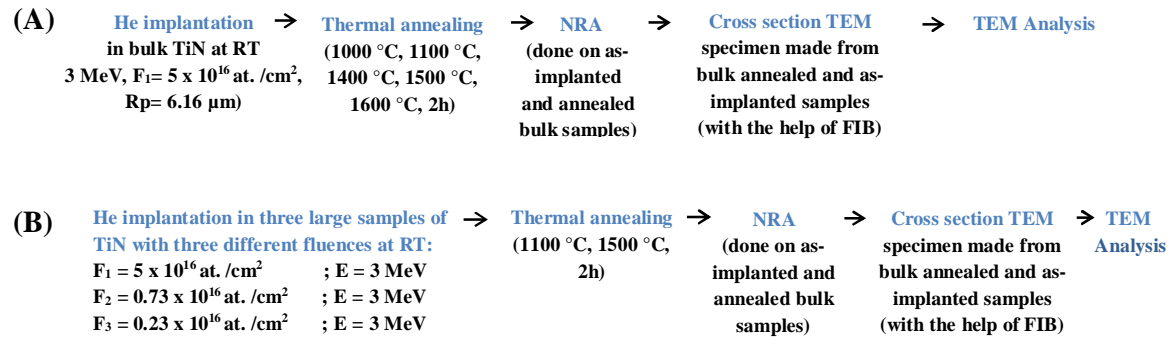 (A)
He implantation
in bulk TiN at RT
3 MeV, F1= 5 x 10^16 at. /cm^2,
Rp= 6.16 µm)
Thermal annealing
(1000 °C, 1100 °C,
1400 °C, 1500 °C,
1600 °C, 2h)
NRA
(done on as-
implanted
and annealed
bulk samples)
Cross section TEM
specimen made from
bulk annealed and as-
implanted samples
(with the help of FIB)
TEM Analysis
(B)
He implantation in three large samples of
TiN with three different fluences at RT:
F1 = 5 x 10^16 at. /cm^2 ; E = 3 MeV
F2 = 0.73 x 10^16 at. /cm^2 ; E = 3 MeV
F3 = 0.23 x 10^16 at. /cm^2 ; E = 3 MeV
Thermal annealing
(1100 °C, 1500 °C,
2h)
NRA
(done on as-
implanted and
annealed bulk
samples)
Cross section TEM
specimen made from
bulk annealed and as-
implanted samples
(with the help of FIB)
TEM
Analysis